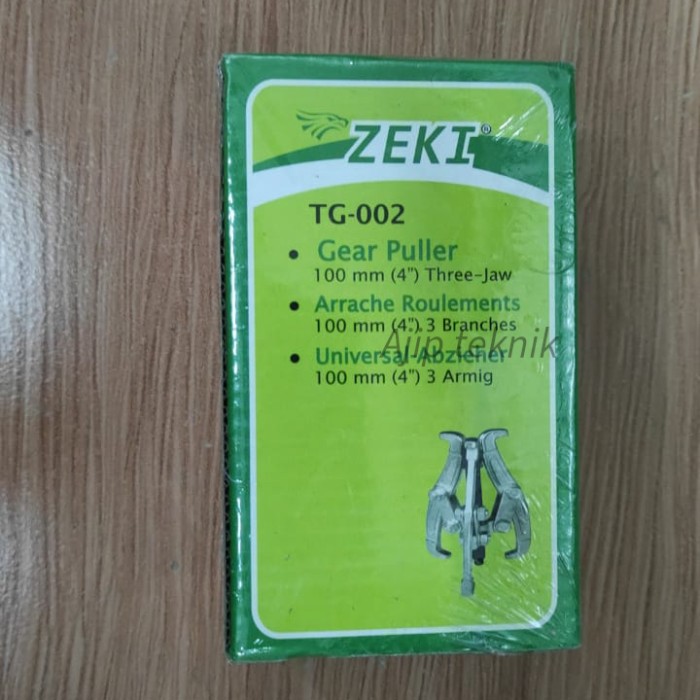 ZEKI®
TG-002
• Gear Puller
100 mm (4") Three-Jaw
• Arrache Roulements
100 mm (4"). 3 Branches
• Universal-Abzieher
100 mm (4") 3 Armig
Ajip teknik